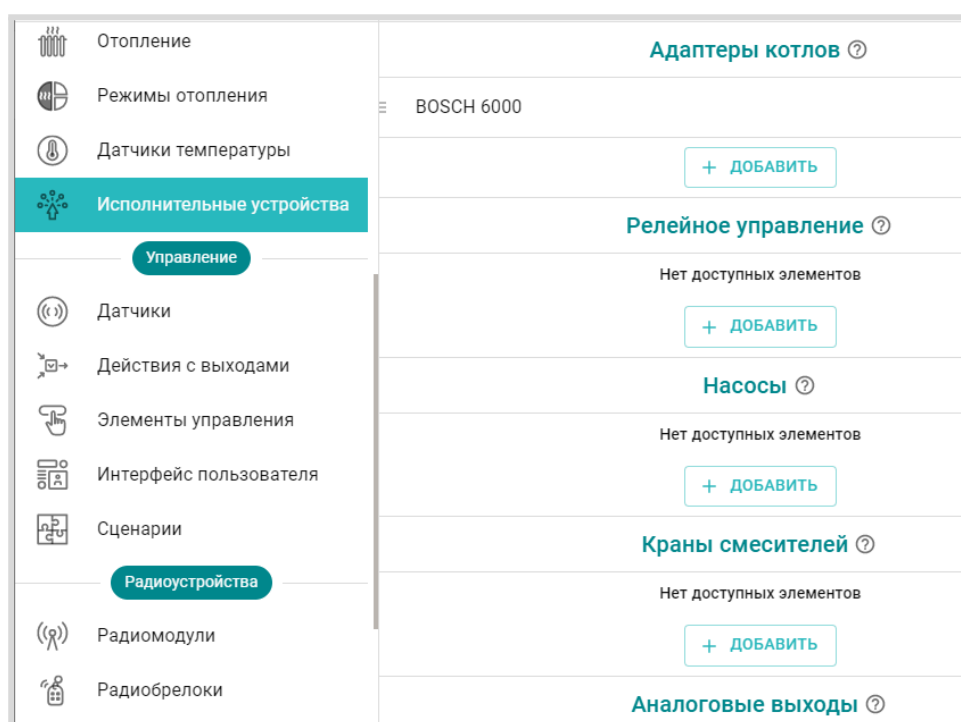 Отопление
Режимы отопления
Датчики температуры
Исполнительные устройства
Управление
Датчики
Действия с выходами
Элементы управления
Интерфейс пользователя
Сценарии
Радиоустройства
Радиомодули
Радиобрелоки
Адаптеры котлов ?
BOSCH 6000
+ ДОБАВИТЬ
Релейное управление ?
Нет доступных элементов
+ ДОБАВИТЬ
Насосы ?
Нет доступных элементов
+ ДОБАВИТЬ
Краны смесителей ?
Нет доступных элементов
+ ДОБАВИТЬ
Аналоговые выходы ?